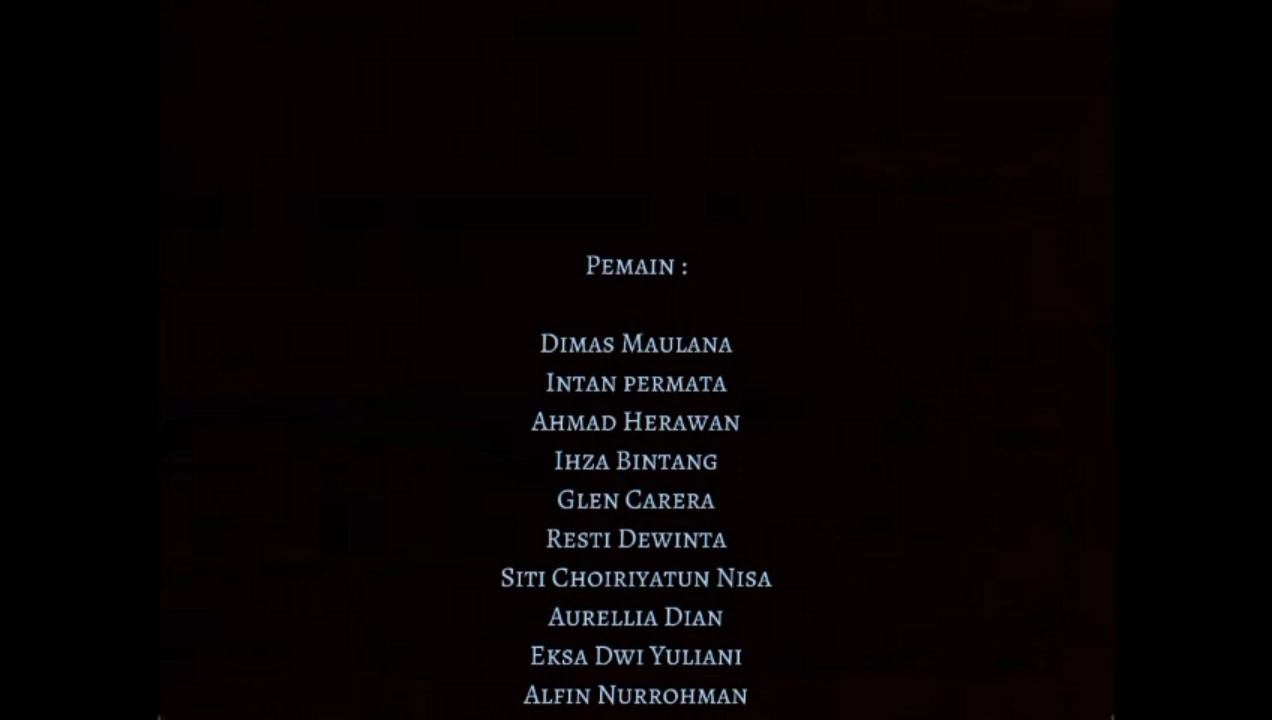 Pemain :
Dimas Maulana
Intan permata
Ahmad Herawan
Ihza Bintang
Glen Carera
Resti Dewinta
Siti Choiriyatun Nisa
Aurellia Dian
Eksa Dwi Yuliani
Alfin Nurrohman